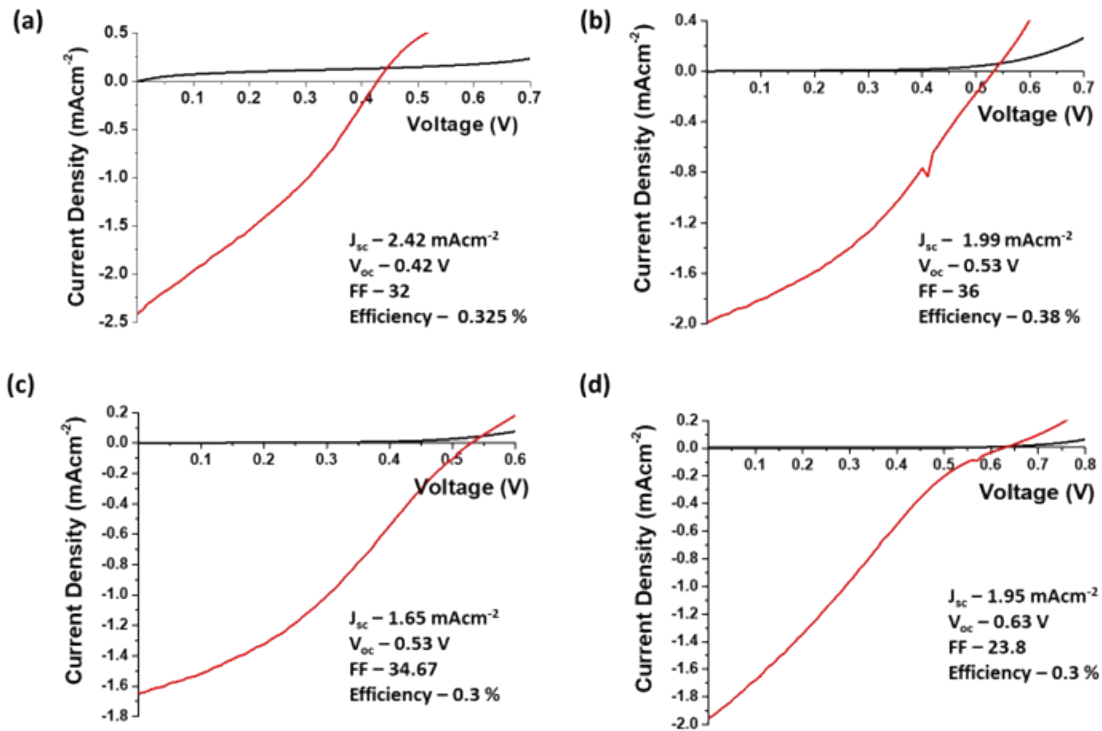 (a)
Current Density (mAcm⁻²)
0.5
0.0
-0.5
-1.0
-1.5
-2.0
-2.5
0.1 0.2 0.3 0.4 0.5 0.6 0.7
Voltage (V)
Jsc – 2.42 mAcm⁻²
Voc – 0.42 V
FF – 32
Efficiency – 0.325 %
(b)
Current Density (mAcm⁻²)
0.4
0.0
-0.4
-0.8
-1.2
-1.6
-2.0
0.1 0.2 0.3 0.4 0.5 0.6 0.7
Voltage (V)
Jsc – 1.99 mAcm⁻²
Voc – 0.53 V
FF – 36
Efficiency – 0.38 %
(c)
Current Density (mAcm⁻²)
0.2
0.0
-0.2
-0.4
-0.6
-0.8
-1.0
-1.2
-1.4
-1.6
-1.8
0.1 0.2 0.3 0.4 0.5 0.6
Voltage (V)
Jsc – 1.65 mAcm⁻²
Voc – 0.53 V
FF – 34.67
Efficiency – 0.3 %
(d)
Current Density (mAcm⁻²)
0.2
0.0
-0.2
-0.4
-0.6
-0.8
-1.0
-1.2
-1.4
-1.6
-1.8
-2.0
0.1 0.2 0.3 0.4 0.5 0.6 0.7 0.8
Voltage (V)
Jsc – 1.95 mAcm⁻²
Voc – 0.63 V
FF – 23.8
Efficiency – 0.3 %